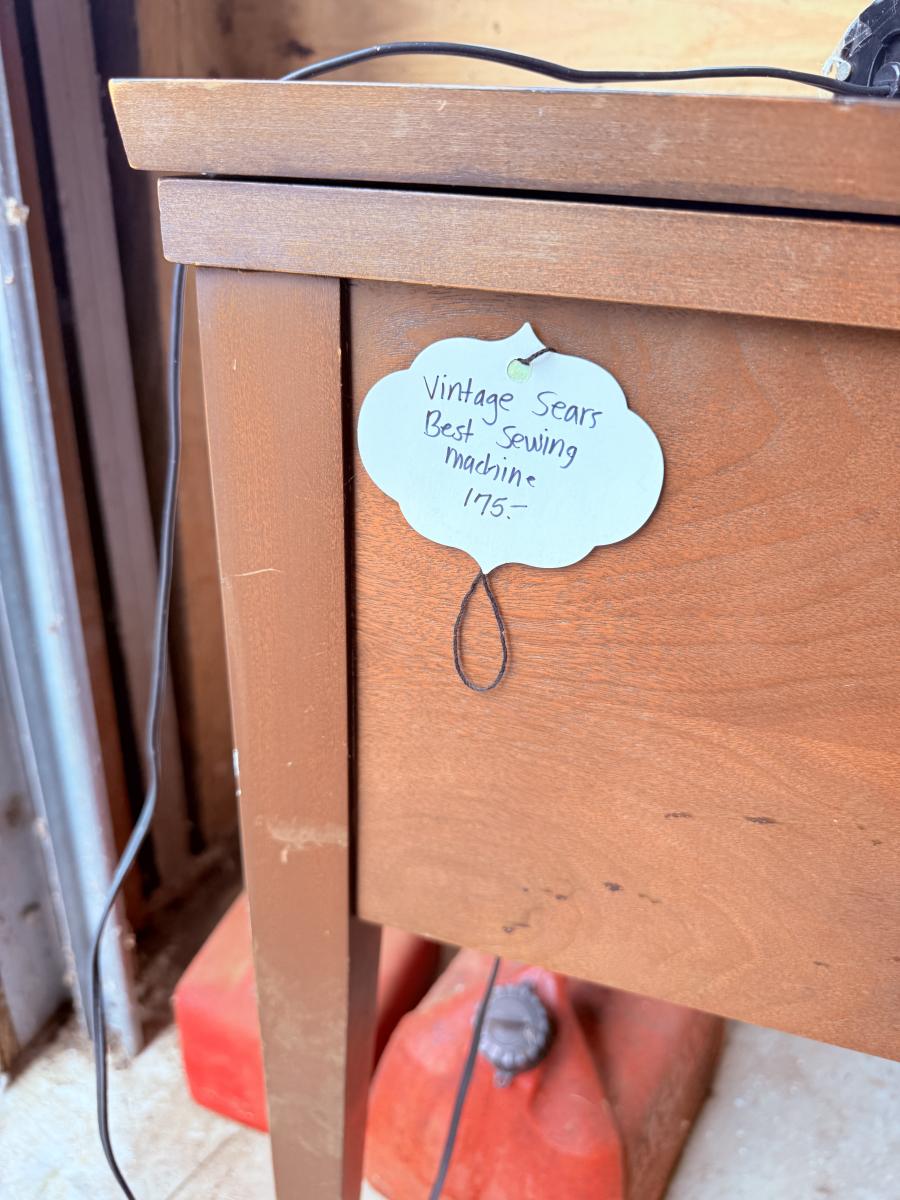 Vintage Sears
Best Sewing
machine
175.-